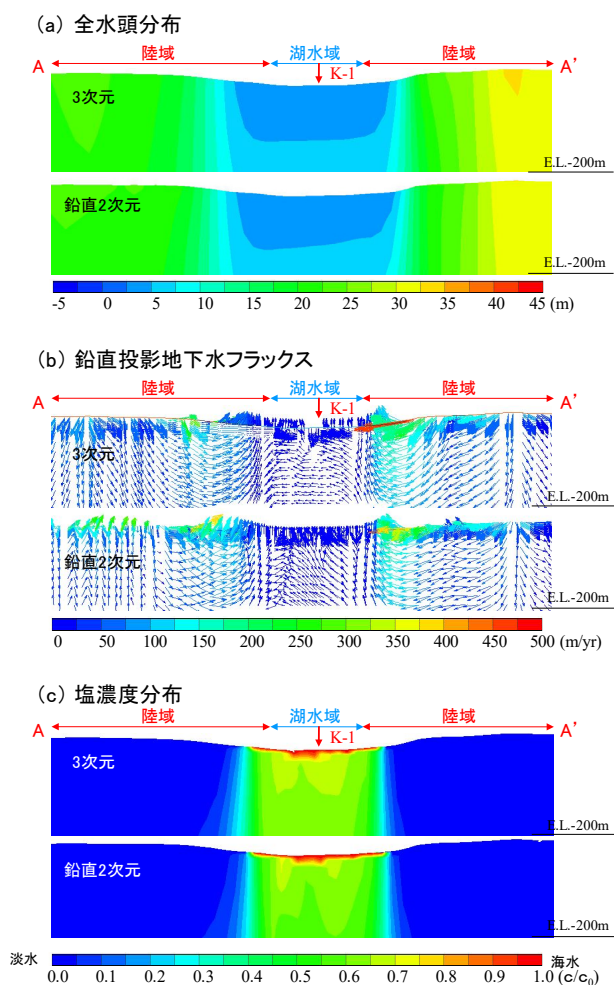 (a) 全水頭分布
陸域 湖水域 陸域
A K-1 A’
3次元
E.L.-200m
鉛直2次元
E.L.-200m
-5 0 5 10 15 20 25 30 35 40 45 (m)
(b) 鉛直投影地下水フラックス
陸域 湖水域 陸域
A K-1 A’
3次元
E.L.-200m
鉛直2次元
E.L.-200m
0 50 100 150 200 250 300 350 400 450 500 (m/yr)
(c) 塩濃度分布
陸域 湖水域 陸域
A K-1 A’
3次元
E.L.-200m
鉛直2次元
E.L.-200m
淡水 海水
0.0 0.1 0.2 0.3 0.4 0.5 0.6 0.7 0.8 0.9 1.0 (c/c₀)